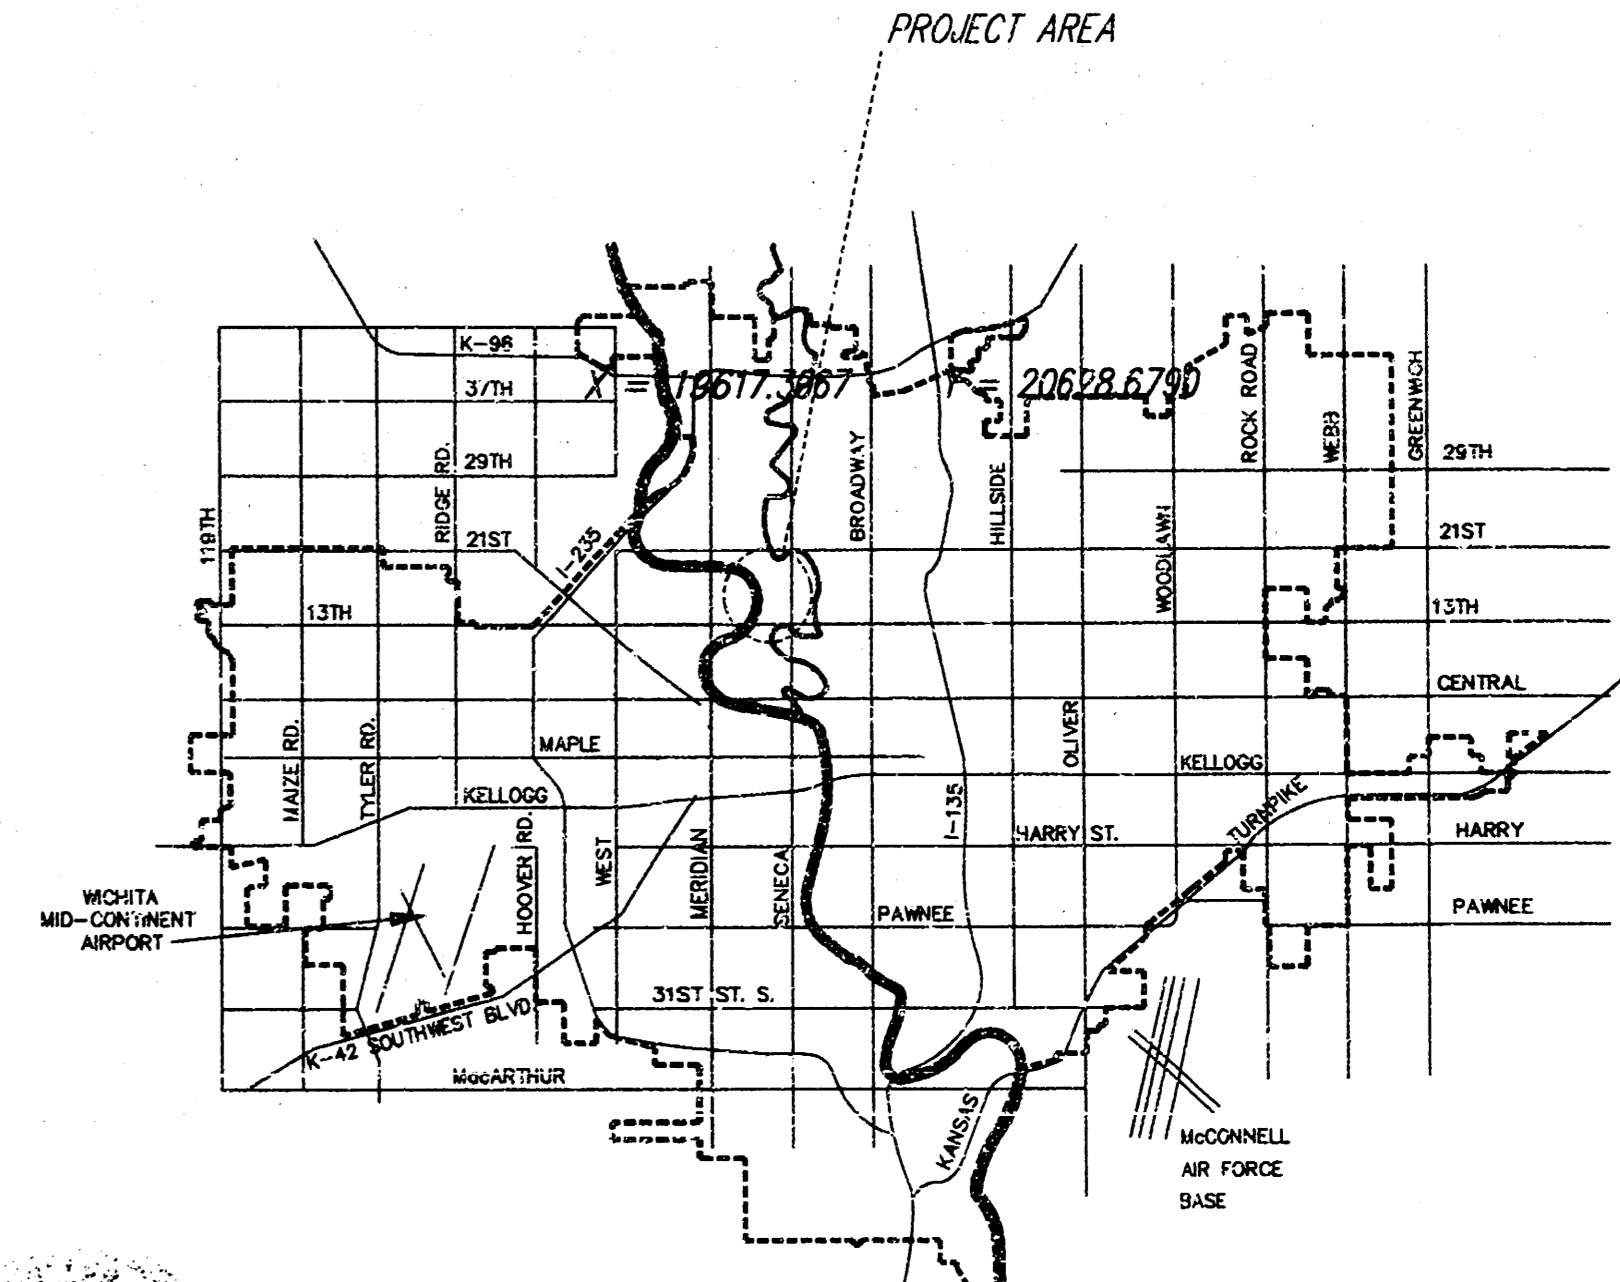 PROJECT AREA
K-96
X = 19617.3867 Y = 20628.6790
37TH
29TH
RIDGE RD.
21ST
I-235
119TH
13TH
BROADWAY
HILLSIDE
WOODLAWN
ROCK ROAD
WEBB
GREENWICH
29TH
21ST
13TH
CENTRAL
MAIZE RD.
TYLER RD.
MAPLE
KELLOGG
OLIVER
KELLOGG
TURNPIKE
I-135
HARRY ST.
HARRY
HOOVER RD.
WEST
MERIDIAN
SENECA
PAWNEE
PAWNEE
WICHITA
MID-CONTINENT
AIRPORT
31ST ST. S.
K-42 SOUTHWEST BLVD.
MacARTHUR
KANSAS
McCONNELL
AIR FORCE
BASE